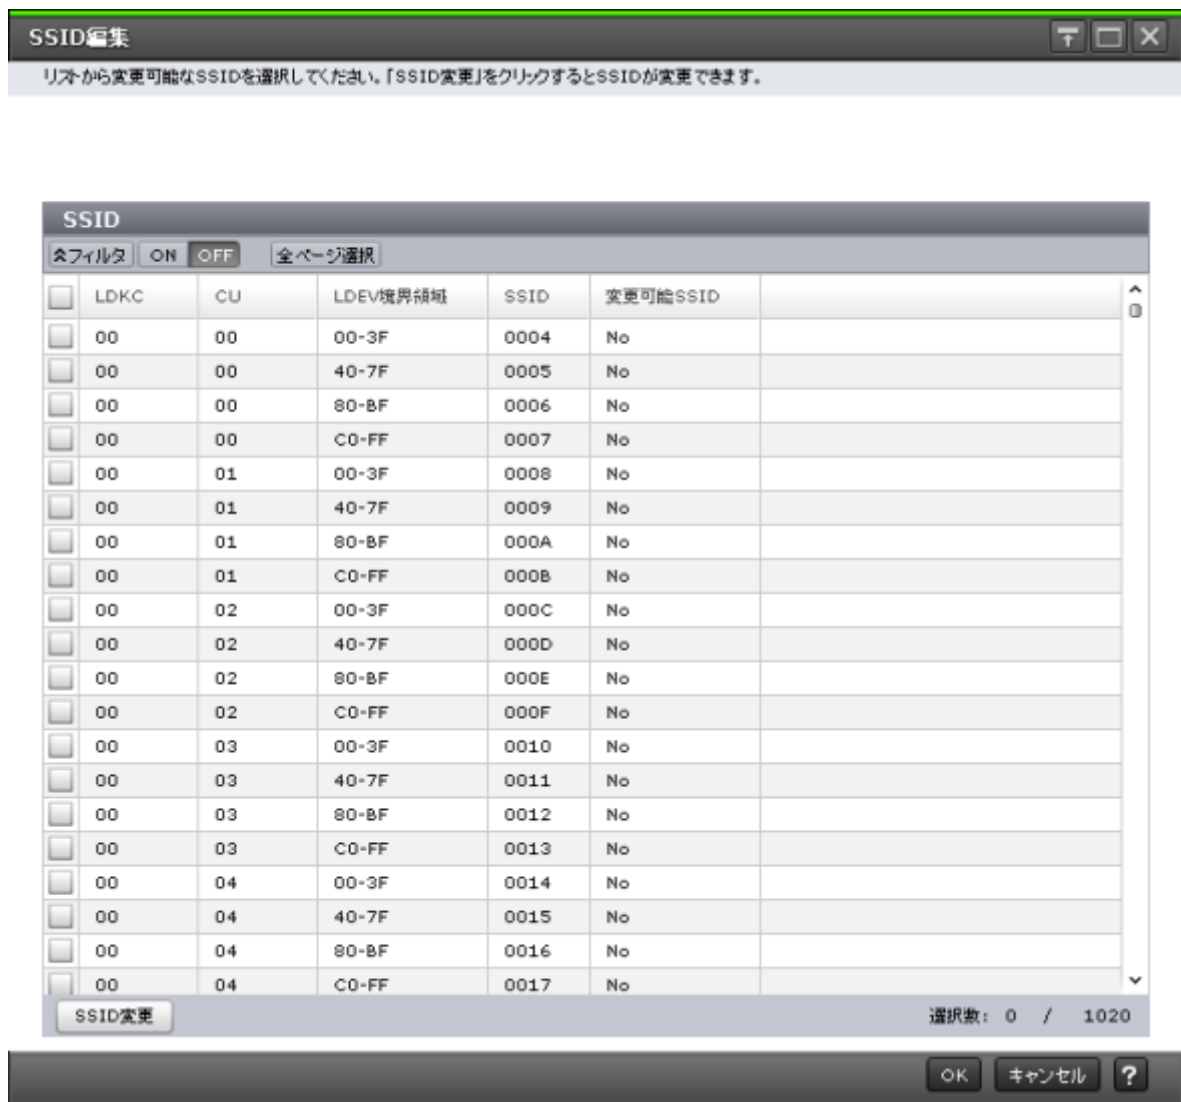 SSID編集
リストから変更可能なSSIDを選択してください。「SSID変更」をクリックするとSSIDが変更できます。
SSID
フィルタ ON OFF 全ページ選択
LDKC CU LDEV境界領域 SSID 変更可能SSID
00 00 00-3F 0004 No
00 00 40-7F 0005 No
00 00 80-BF 0006 No
00 00 C0-FF 0007 No
00 01 00-3F 0008 No
00 01 40-7F 0009 No
00 01 80-BF 000A No
00 01 C0-FF 000B No
00 02 00-3F 000C No
00 02 40-7F 000D No
00 02 80-BF 000E No
00 02 C0-FF 000F No
00 03 00-3F 0010 No
00 03 40-7F 0011 No
00 03 80-BF 0012 No
00 03 C0-FF 0013 No
00 04 00-3F 0014 No
00 04 40-7F 0015 No
00 04 80-BF 0016 No
00 04 C0-FF 0017 No
SSID変更 選択数: 0 / 1020
OK キャンセル ?